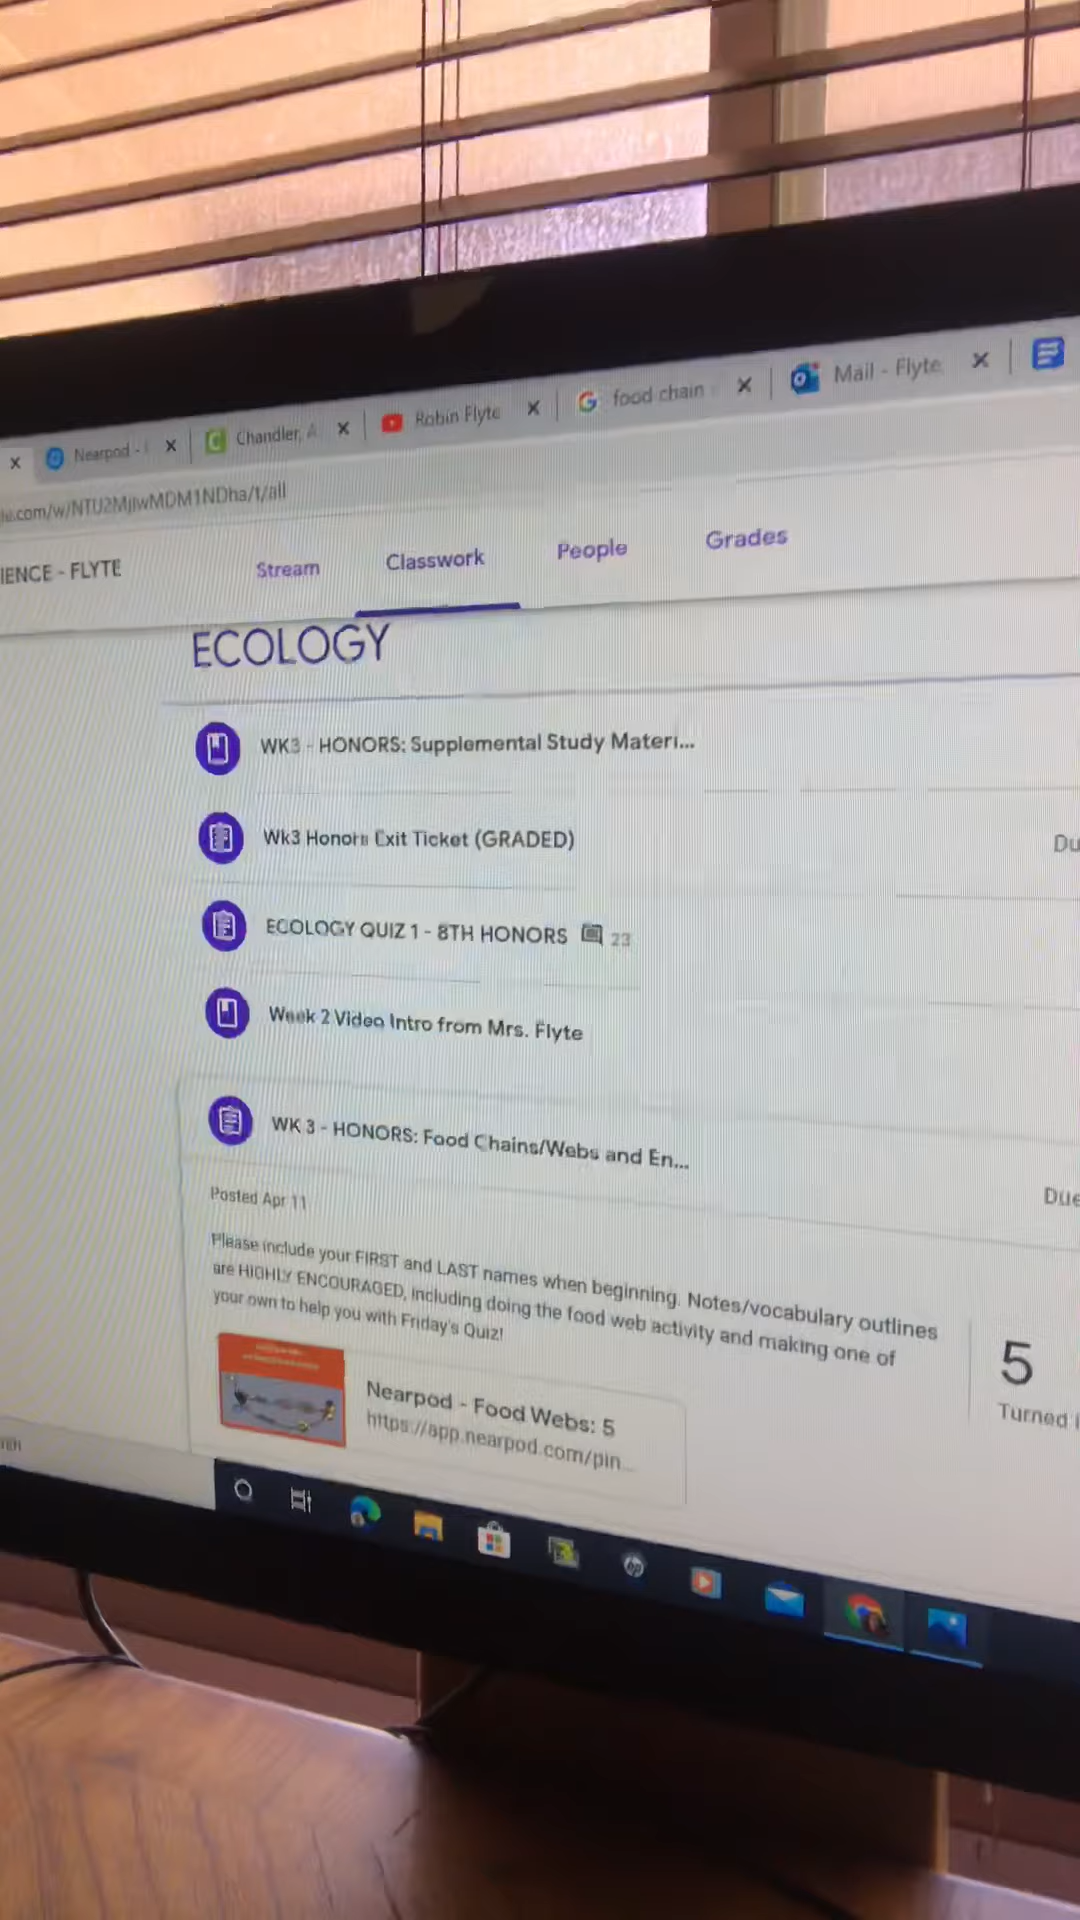 Nearpod -
Chandler, A
Robin Flyte
food chain
Mail - Flyte
le.com/w/NTU2MjIwMDM1NDha/t/all
IENCE - FLYTE
Stream
Classwork
People
Grades
ECOLOGY
WK3 - HONORS: Supplemental Study Materi...
Wk3 Honors Exit Ticket (GRADED)
Du
ECOLOGY QUIZ 1 - 8TH HONORS 23
Week 2 Video Intro from Mrs. Flyte
WK 3 - HONORS: Food Chains/Webs and En...
Due
Posted Apr 11
Please include your FIRST and LAST names when beginning. Notes/vocabulary outlines
are HIGHLY ENCOURAGED, including doing the food web activity and making one of
your own to help you with Friday's Quiz!
5
Turned i
Nearpod - Food Webs: 5
https://app.nearpod.com/pin...
hp